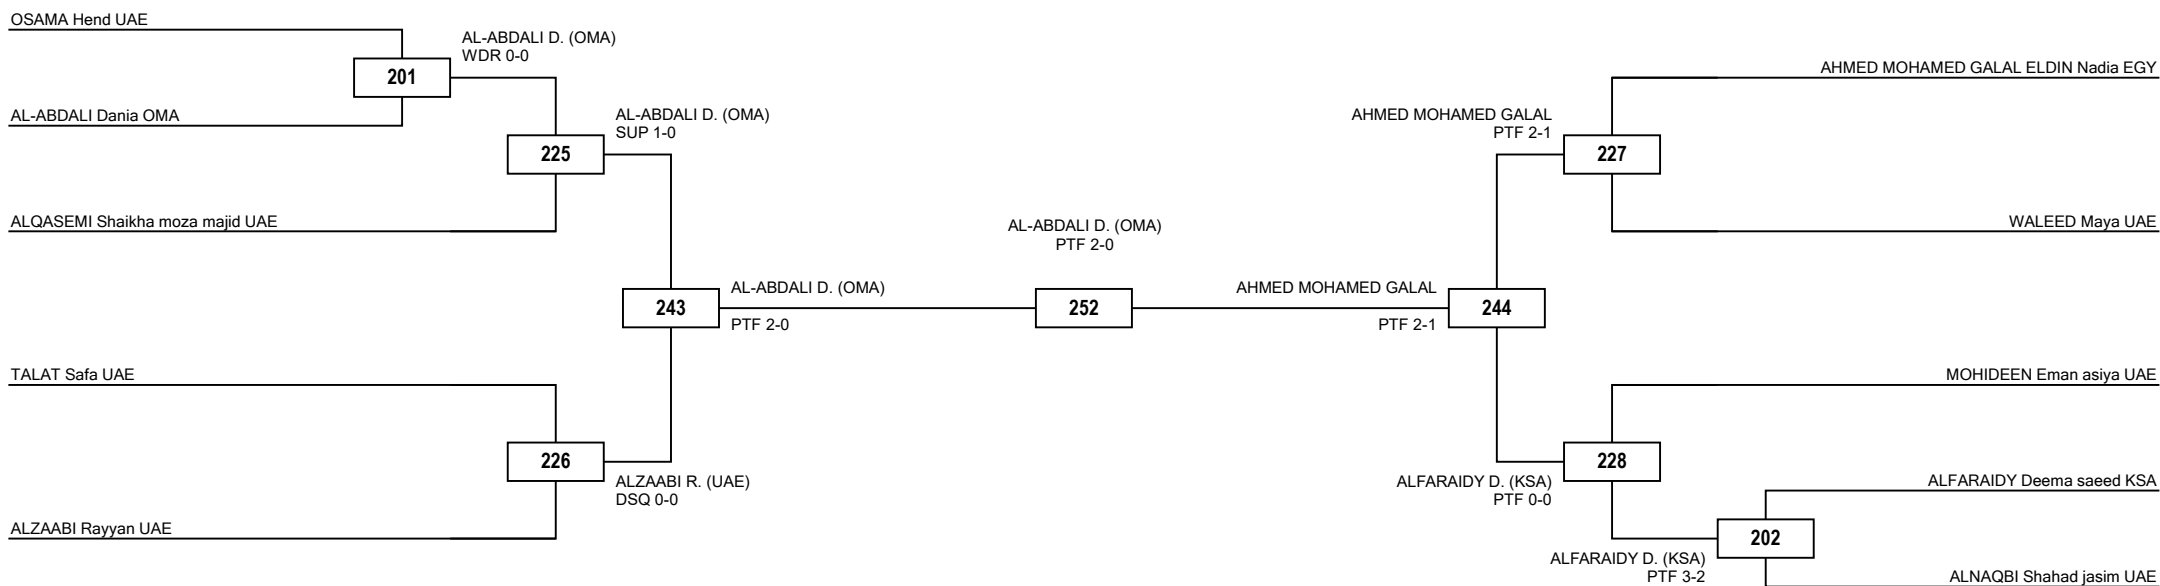 OSAMA Hend UAE
AL-ABDALI D. (OMA)
WDR 0-0
201
AL-ABDALI Dania OMA
AL-ABDALI D. (OMA)
SUP 1-0
225
ALQASEMI Shaikha moza majid UAE
243
AL-ABDALI D. (OMA)
PTF 2-0
TALAT Safa UAE
226
ALZAABI R. (UAE)
DSQ 0-0
ALZAABI Rayyan UAE
AL-ABDALI D. (OMA)
PTF 2-0
252
AHMED MOHAMED GALAL ELDIN Nadia EGY
AHMED MOHAMED GALAL
PTF 2-1
227
WALEED Maya UAE
AHMED MOHAMED GALAL
PTF 2-1
244
MOHIDEEN Eman asiya UAE
228
ALFARAIDY D. (KSA)
PTF 0-0
ALFARAIDY Deema saeed KSA
202
ALFARAIDY D. (KSA)
PTF 3-2
ALNAQBI Shahad jasim UAE